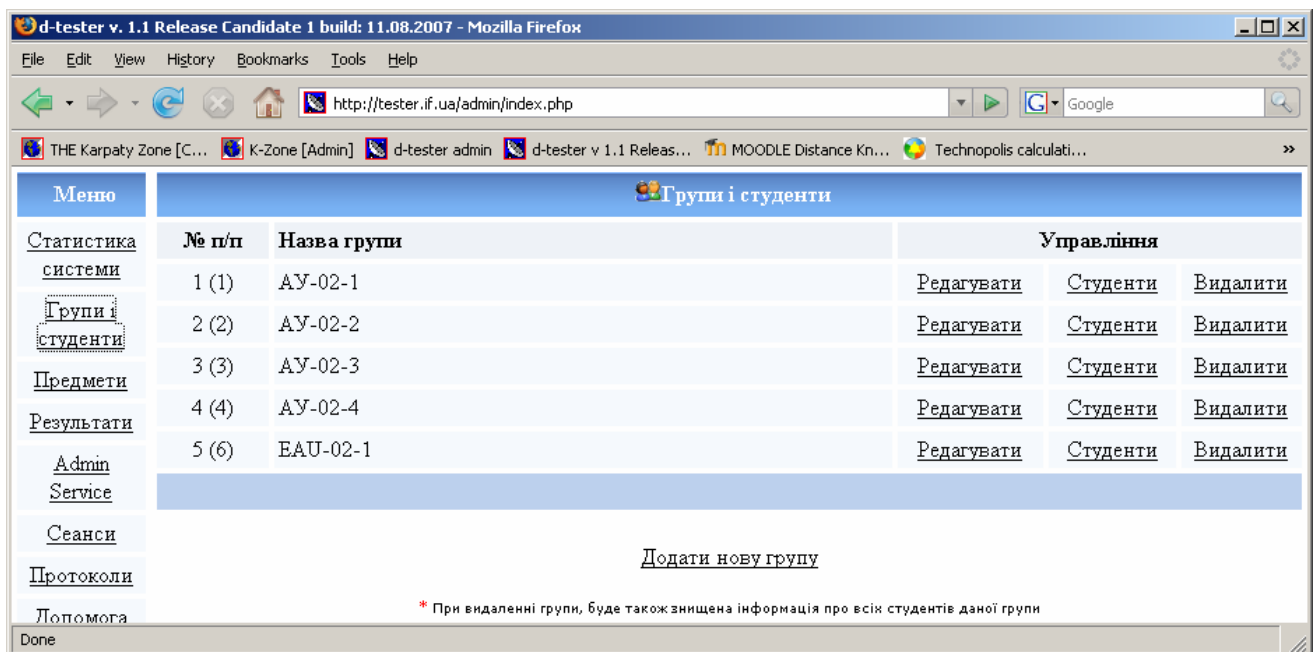 d-tester v. 1.1 Release Candidate 1 build: 11.08.2007 - Mozilla Firefox
File Edit View History Bookmarks Tools Help
http://tester.if.ua/admin/index.php
G Google
THE Karpaty Zone [C... K-Zone [Admin] d-tester admin d-tester v 1.1 Releas... MOODLE Distance Kn... Technopolis calculati... »
Меню
Статистика
системи
Групи і
студенти
Предмети
Результати
Admin
Service
Сеанси
Протоколи
Допомога
Групи і студенти
№ п/п Назва групи Управління
1 (1) АУ-02-1 Редагувати Студенти Видалити
2 (2) АУ-02-2 Редагувати Студенти Видалити
3 (3) АУ-02-3 Редагувати Студенти Видалити
4 (4) АУ-02-4 Редагувати Студенти Видалити
5 (6) EAU-02-1 Редагувати Студенти Видалити
Додати нову групу
* При видаленні групи, буде також знищена інформація про всіх студентів даної групи
Done